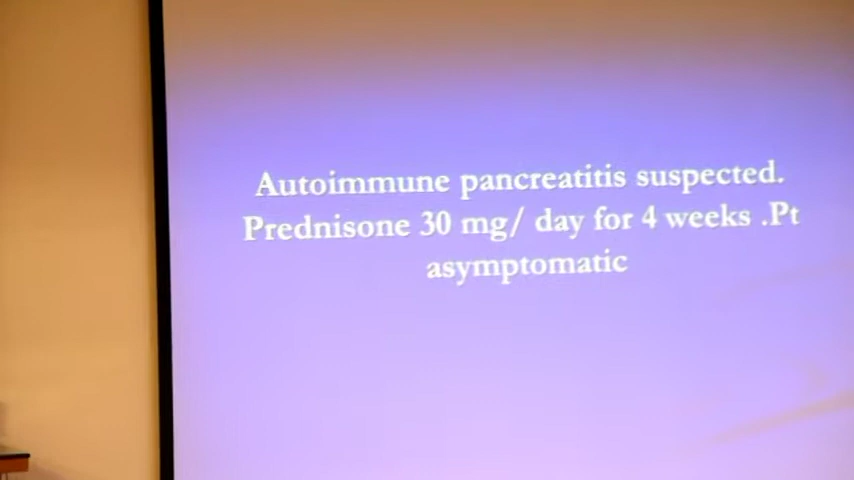 Autoimmune pancreatitis suspected.
Prednisone 30 mg/ day for 4 weeks .Pt
asymptomatic